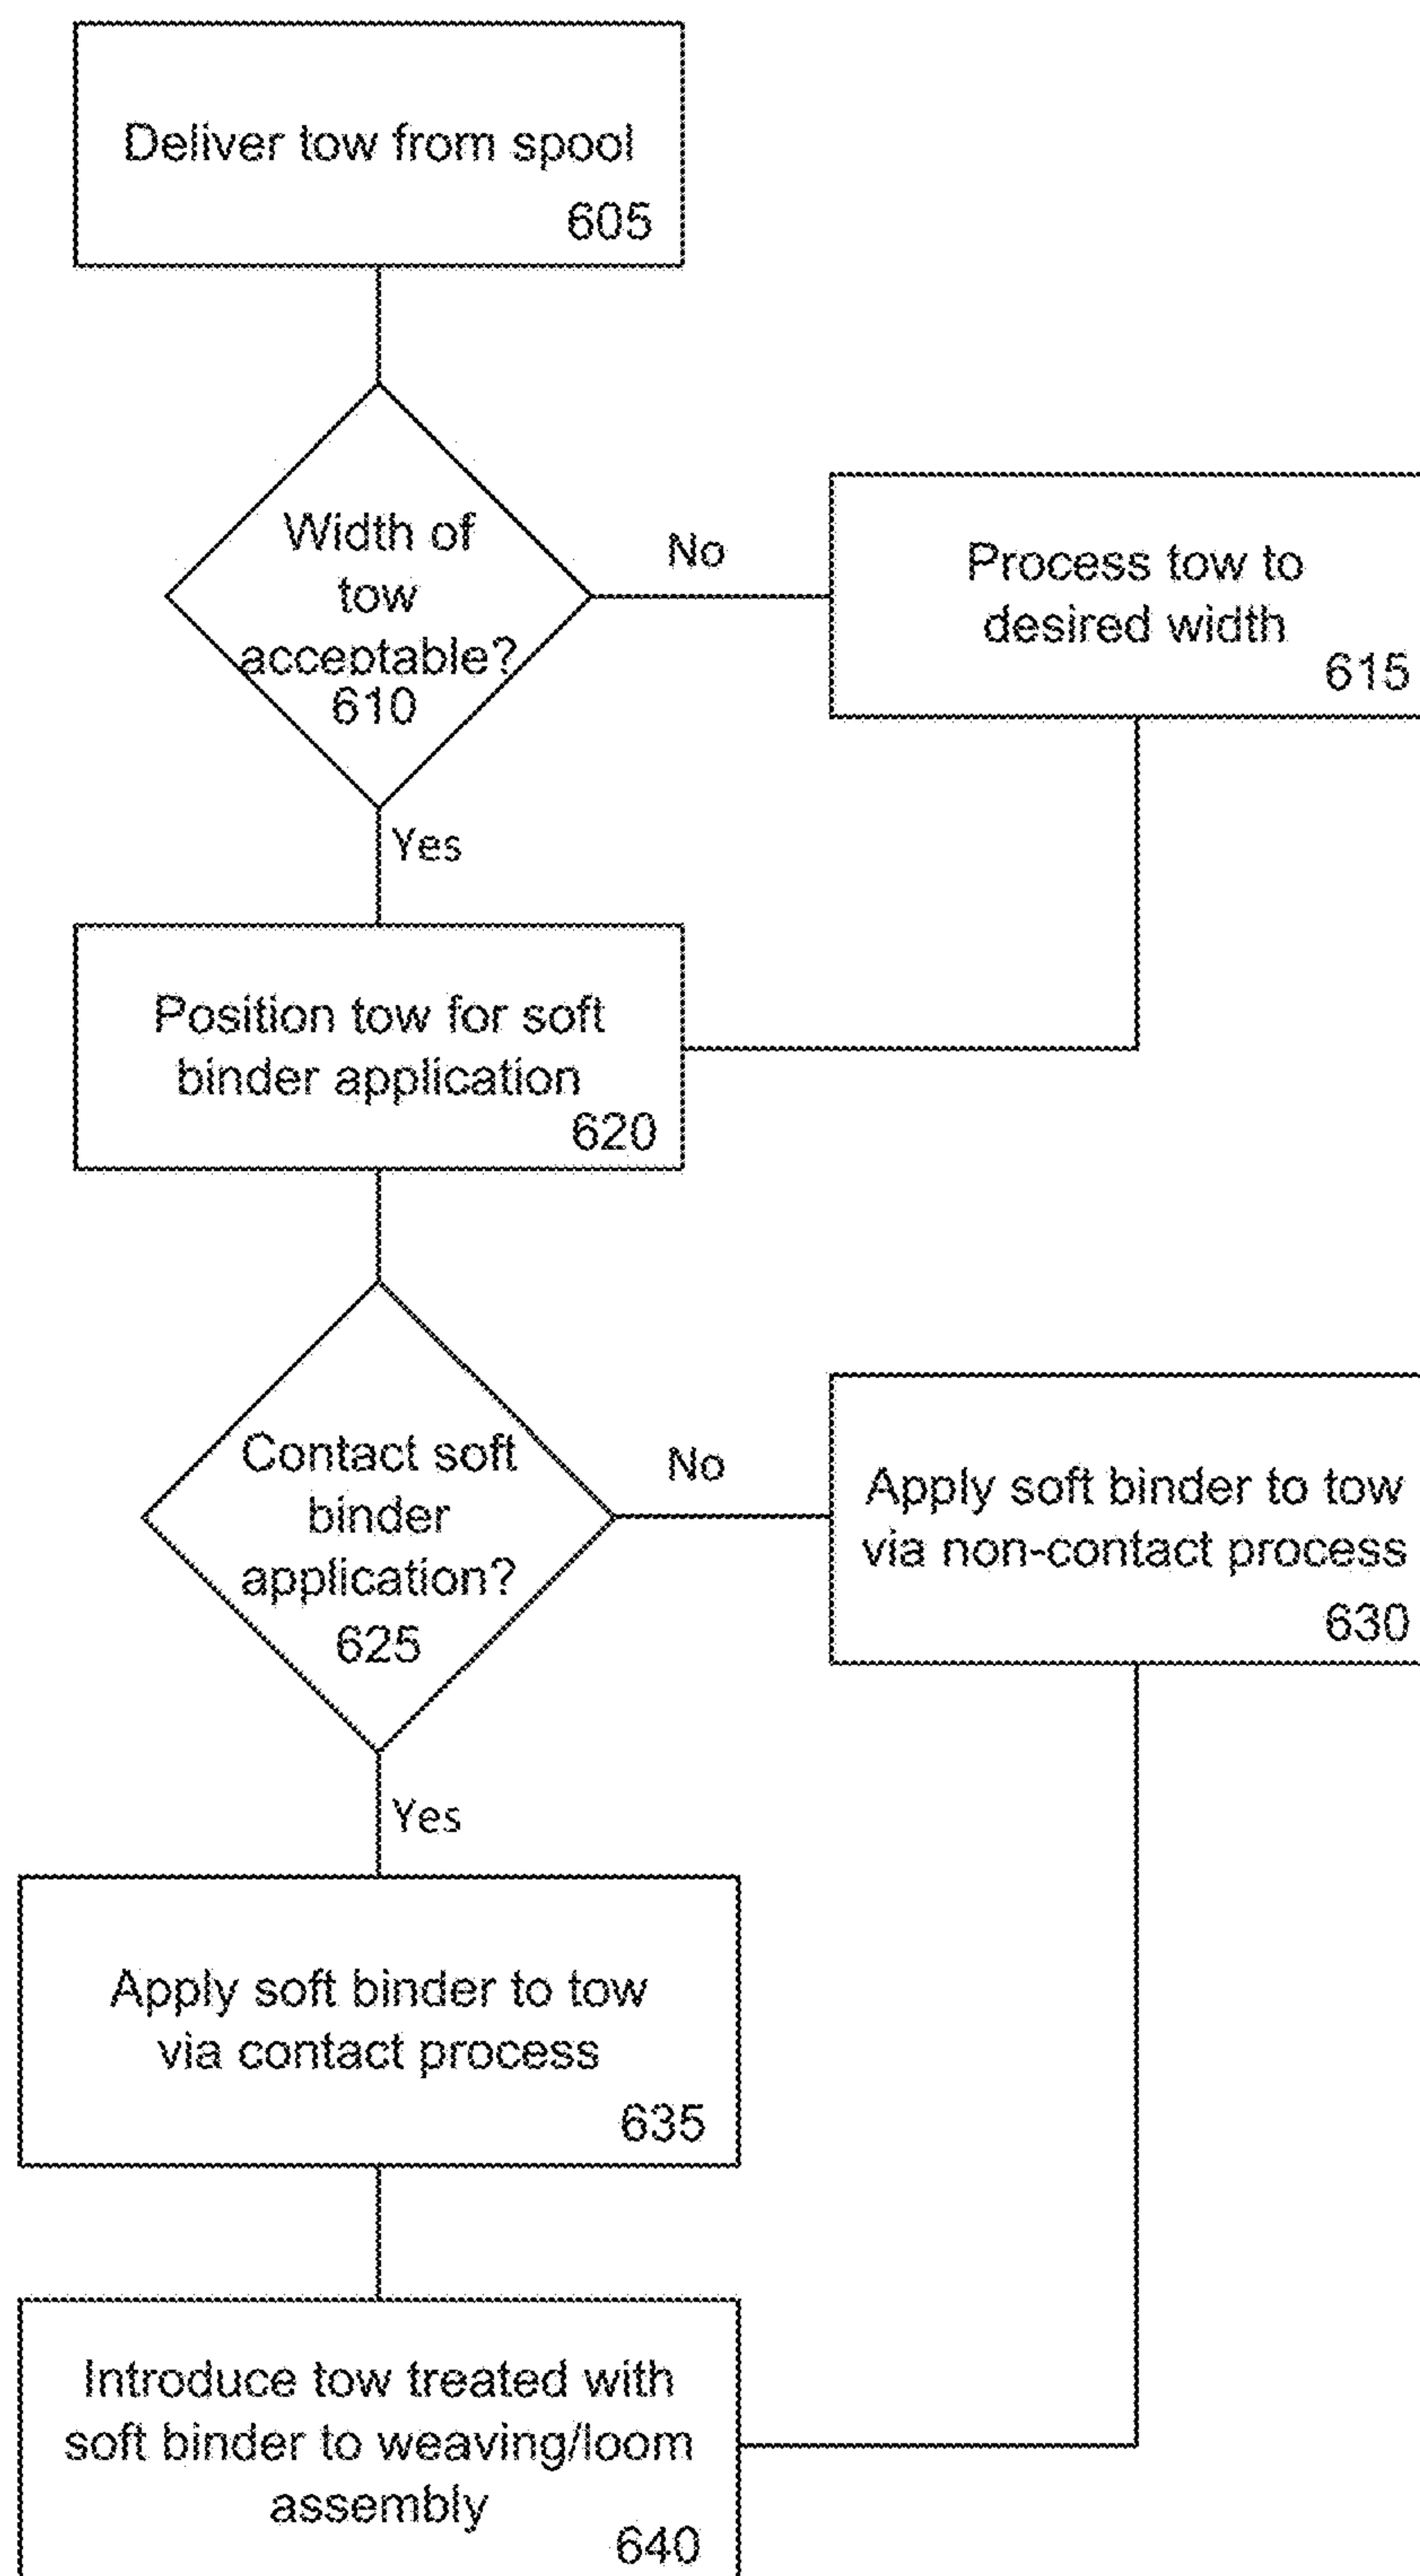 Deliver tow from spool
605
Width of
tow
acceptable?
610
No
Process tow to
desired width
615
Yes
Position tow for soft
binder application
620
Contact soft
binder
application?
625
No
Apply soft binder to tow
via non-contact process
630
Yes
Apply soft binder to tow
via contact process
635
Introduce tow treated with
soft binder to weaving/loom
assembly
640